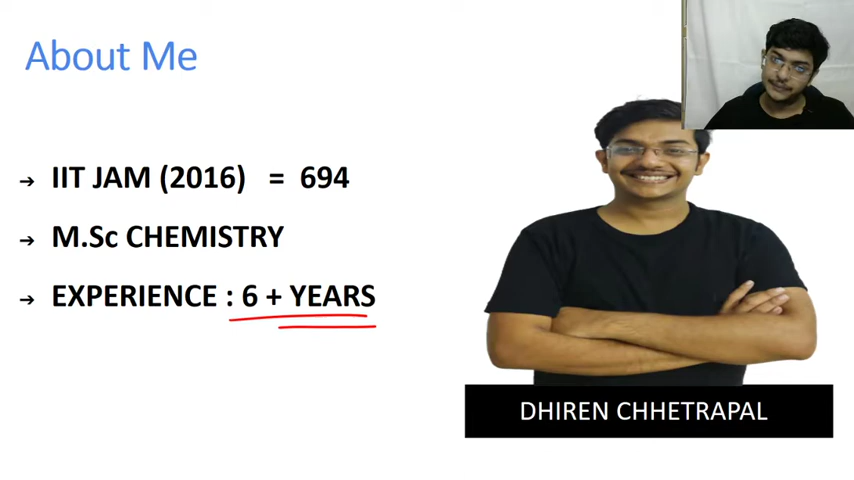 About Me
→ IIT JAM (2016) = 694
→ M.Sc CHEMISTRY
→ EXPERIENCE : 6 + YEARS
DHIREN CHHETRAPAL